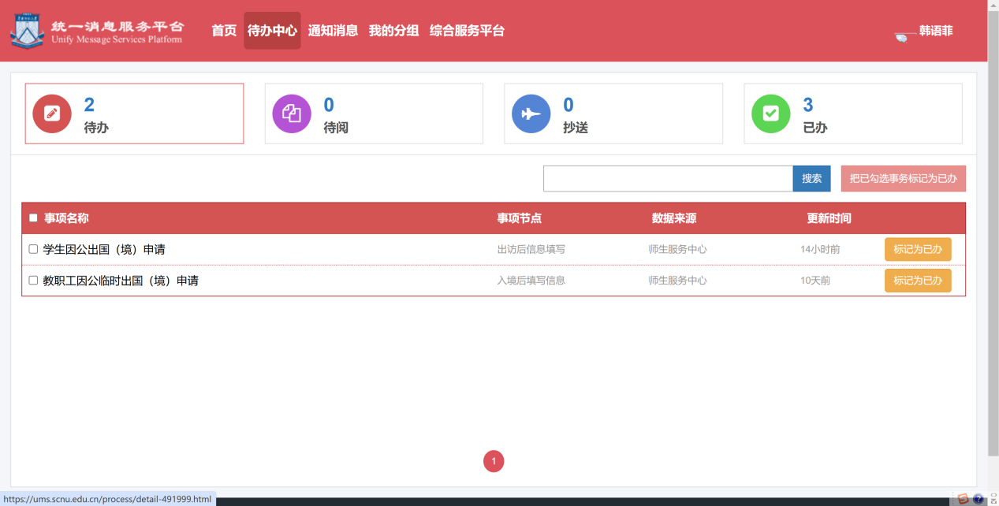 统一消息服务平台
Unify Message Services Platform
首页 待办中心 通知消息 我的分组 综合服务平台
韩语菲
2
待办
0
待阅
0
抄送
3
已办
搜索
把已勾选事务标记为已办
事项名称 事项节点 数据来源 更新时间
学生因公出国（境）申请 出访后信息填写 师生服务中心 14小时前 标记为已办
教职工因公临时出国（境）申请 入境后填写信息 师生服务中心 10天前 标记为已办
1
https://ums.scnu.edu.cn/process/detail-491999.html